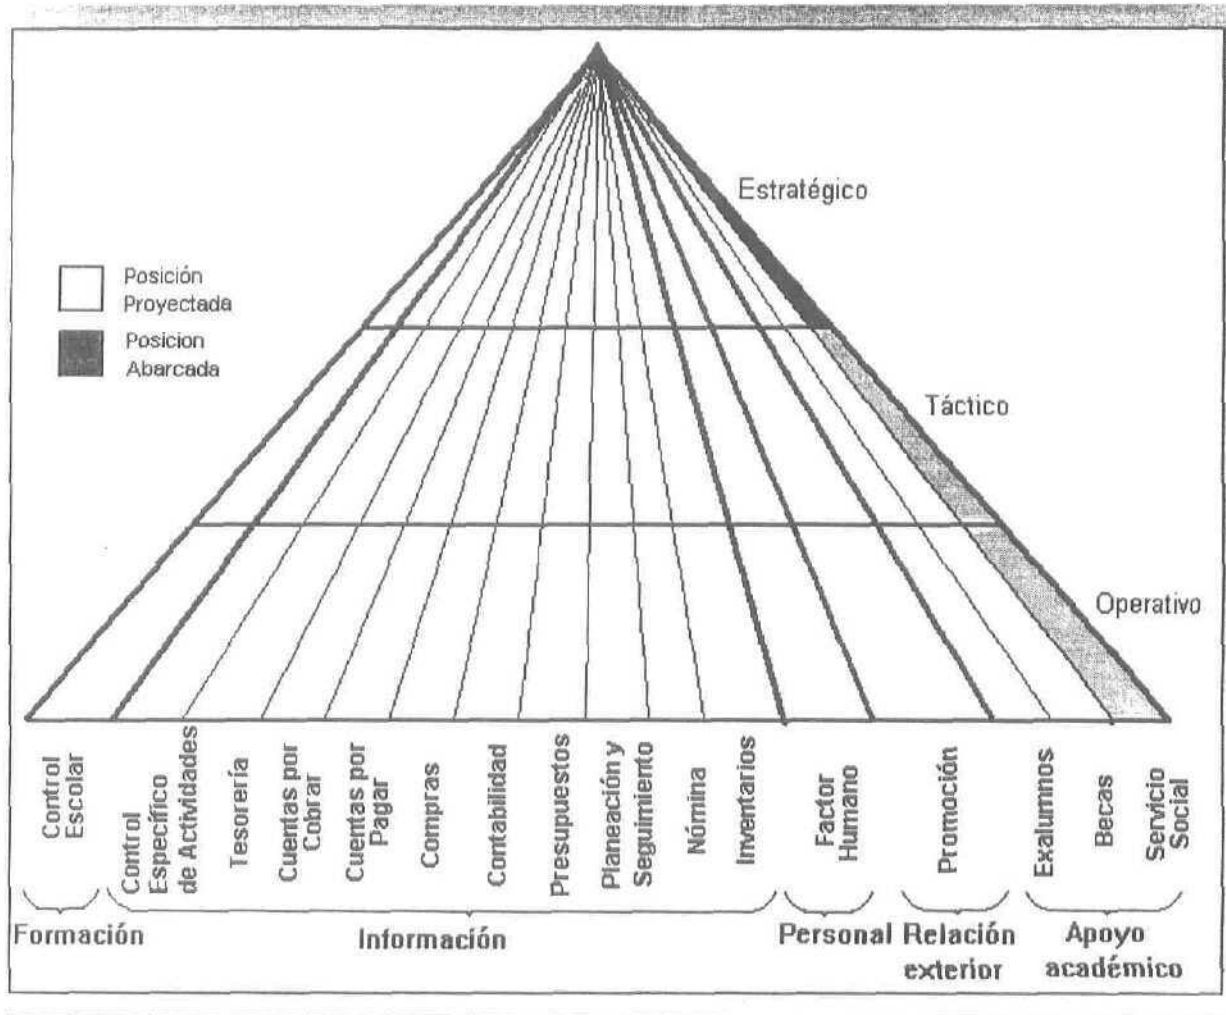 Estratégico
Posición
Proyectada
Posicion
Abarcada
Táctico
Operativo
Control
Escolar
Control
Específico
de Actividades
Tesorería
Cuentas por
Cobrar
Cuentas por
Pagar
Compras
Contabilidad
Presupuestos
Planeación y
Seguimiento
Nómina
Inventarios
Factor
Humano
Promoción
Exalumnos
Becas
Servicio
Social
Formación
Información
Personal
Relación
exterior
Apoyo
académico